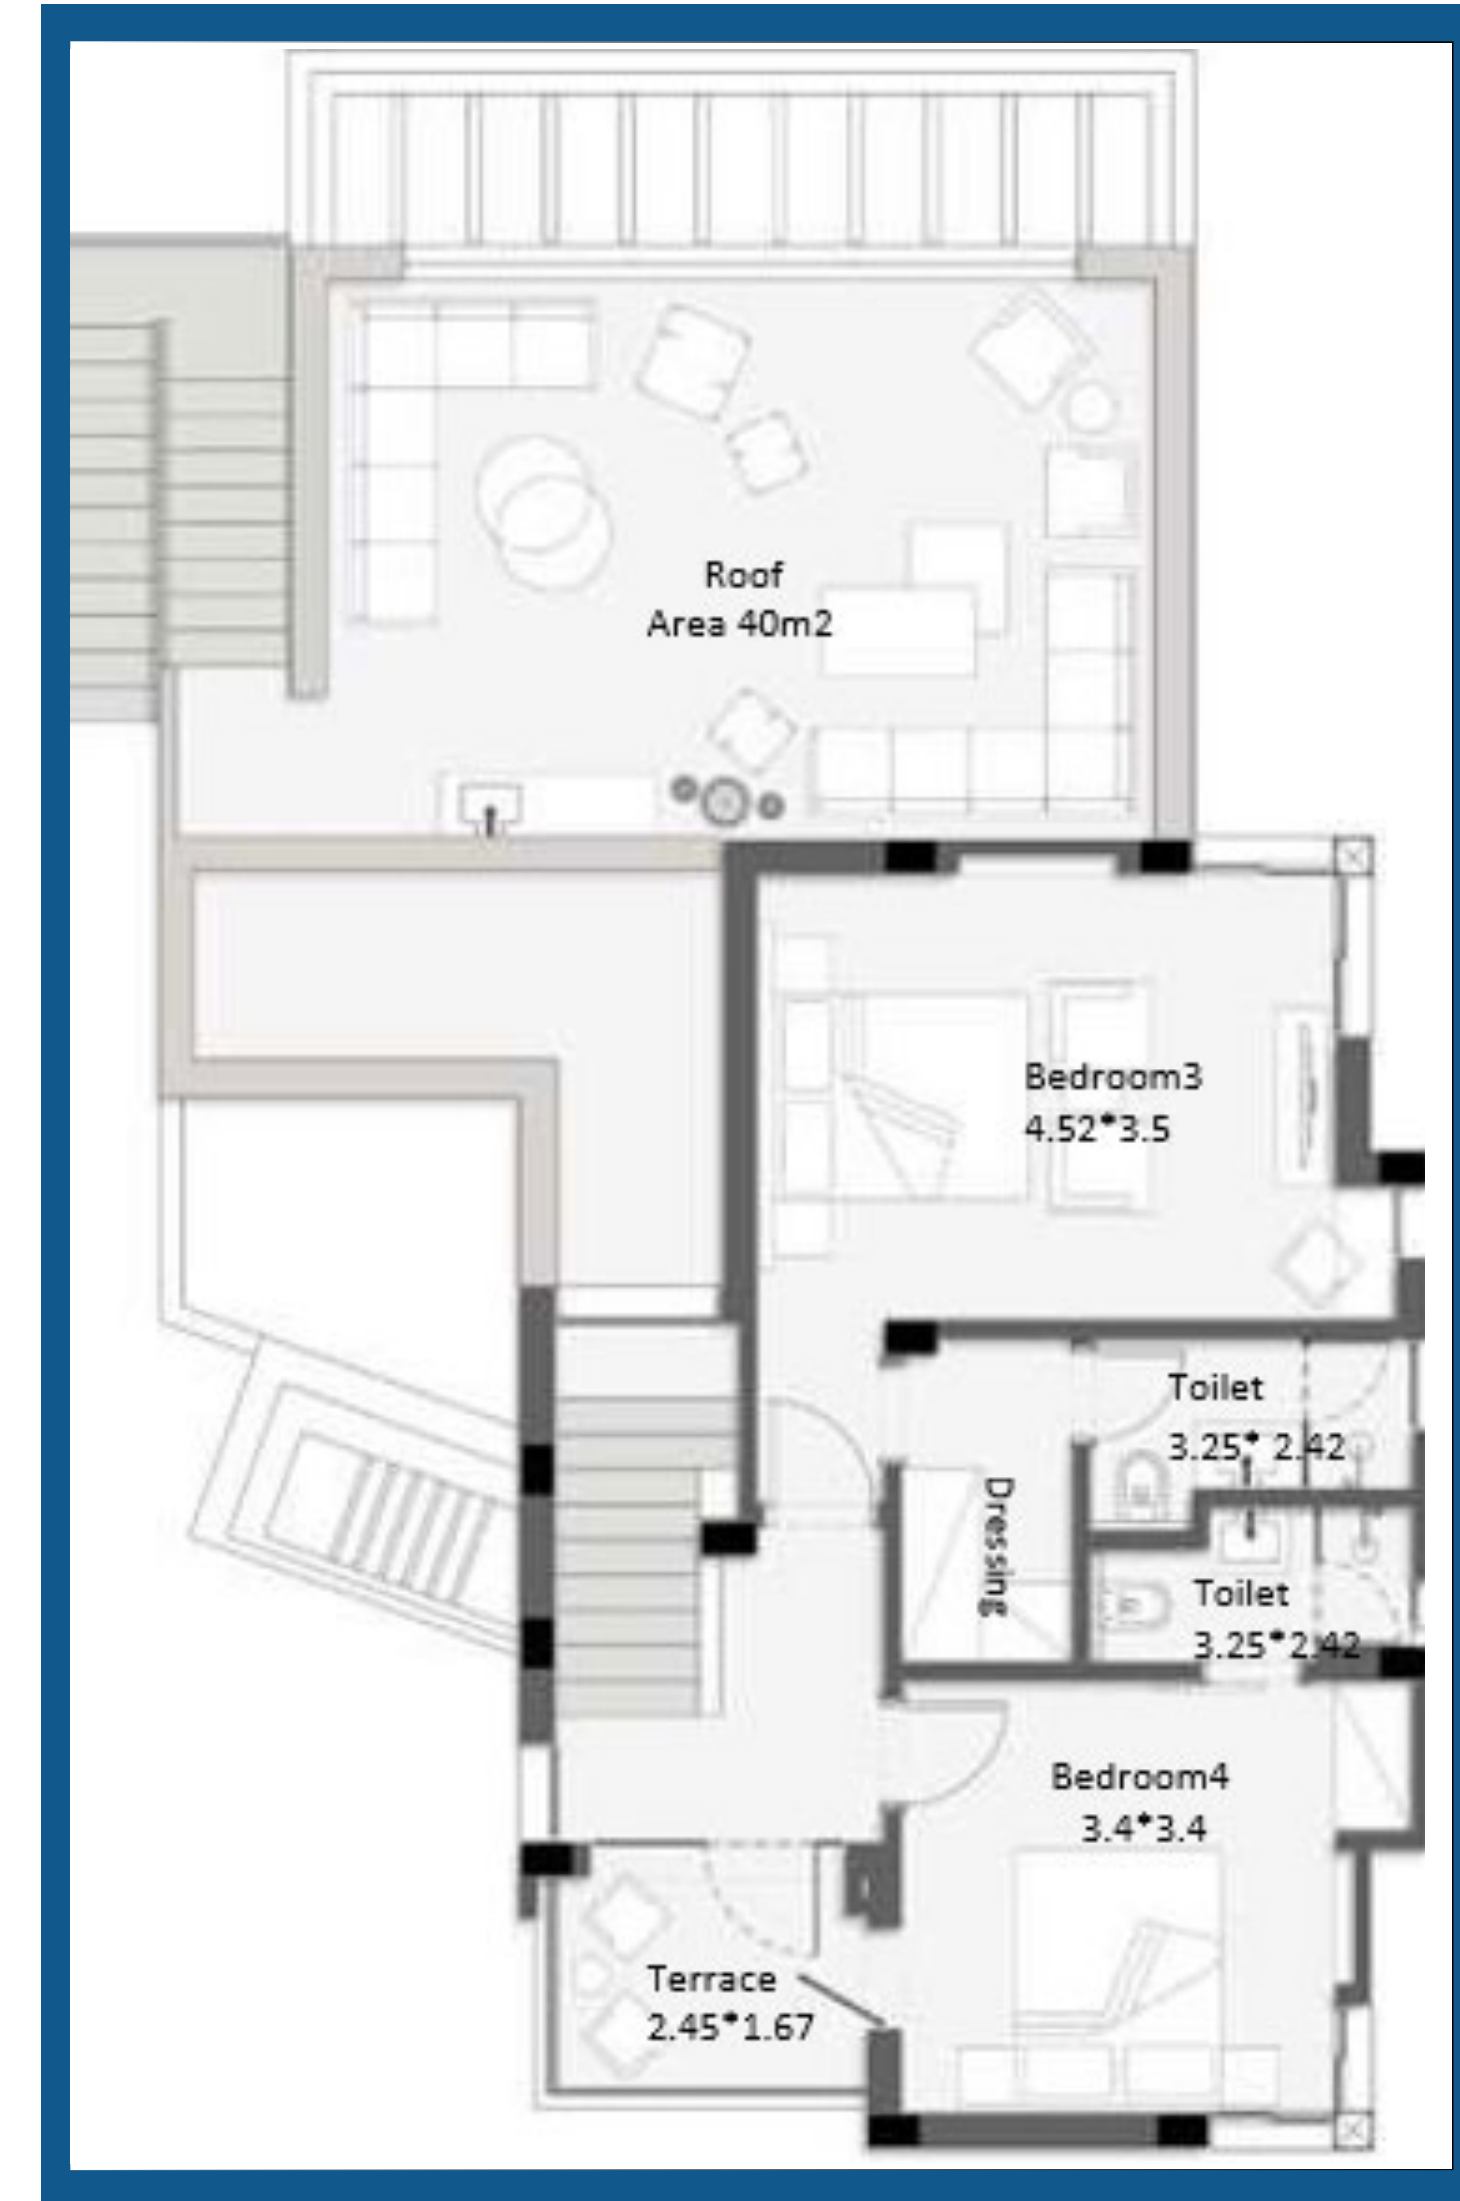 Roof
Area 40m2
Bedroom3
4.52*3.5
Toilet
3.25* 2.42
Dressing
Toilet
3.25*2.42
Bedroom4
3.4*3.4
Terrace
2.45*1.67